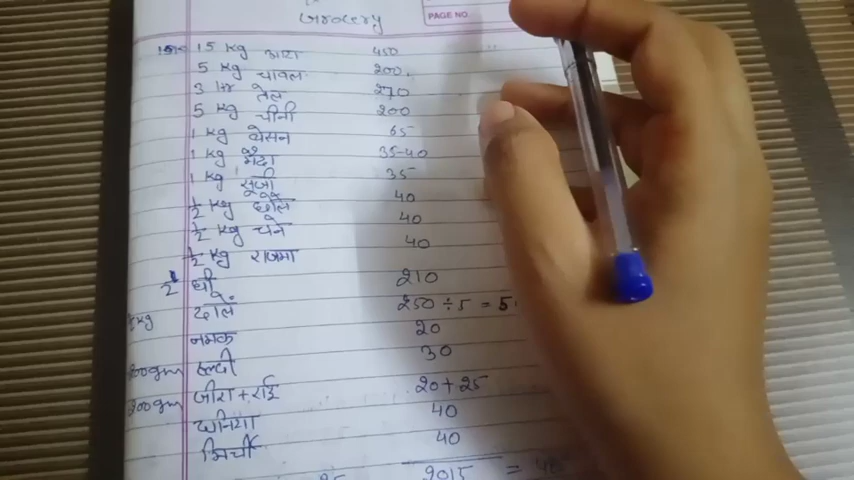 Grocery
PAGE NO
15 kg आटा 450
5 kg चावल 200
3 ltr तेल 270
5 kg चीनी 200
1 kg बेसन 65
1 kg मैदा 35-40
1 kg सूजी 35
½ kg छोले 40
½ kg चने 40
½ kg राजमा 40
घी 210
दाले 250 ÷ 5 =
नमक 20
हल्दी 30
जीरा + राई 20+25
200gm धनिया 40
मिर्ची 40
2015 =